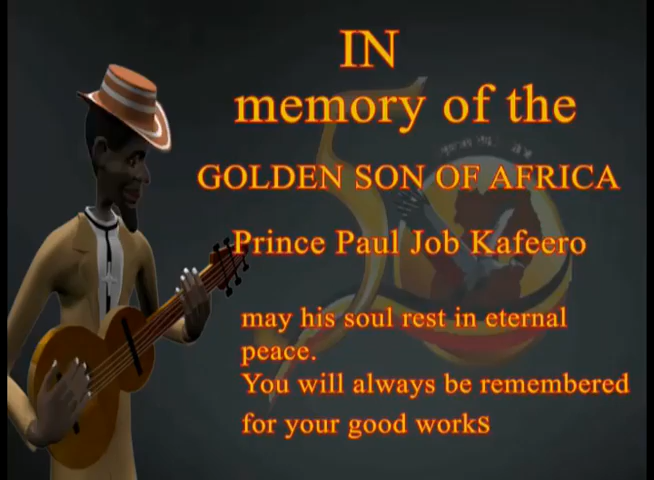 IN
memory of the
GOLDEN SON OF AFRICA
Prince Paul Job Kafeero
may his soul rest in eternal
peace.
You will always be remembered
for your good works